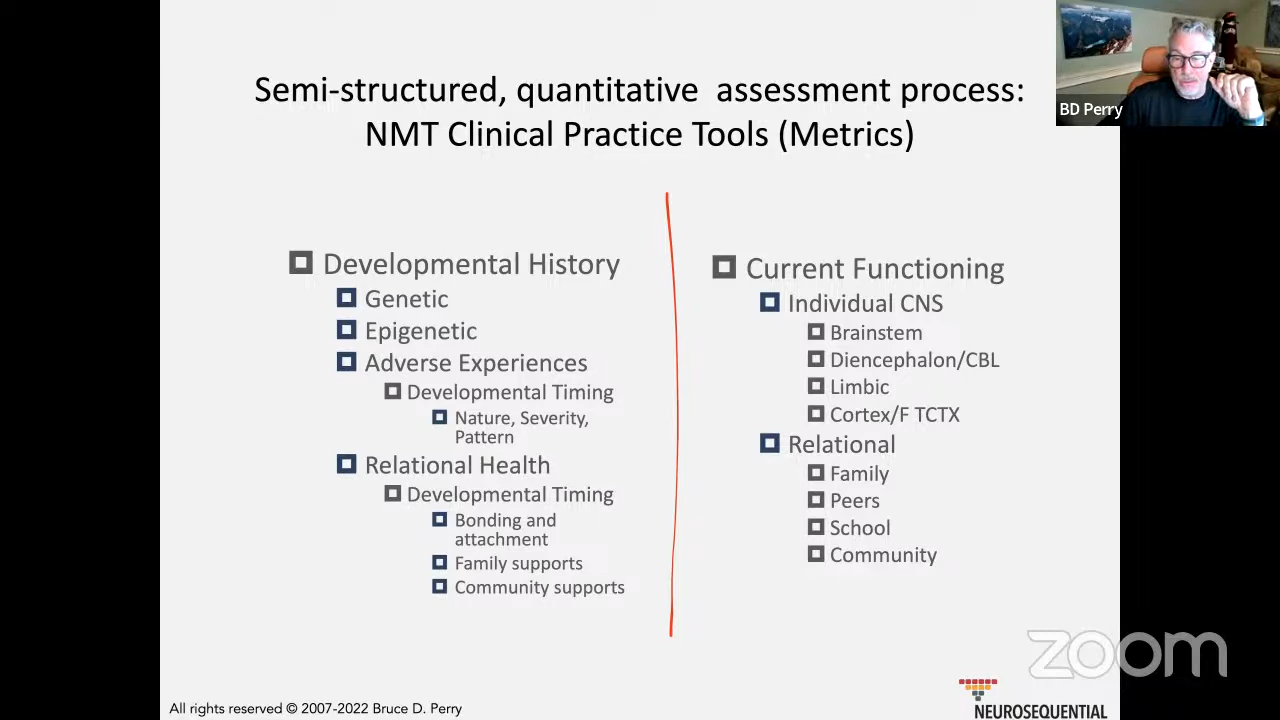 Semi-structured, quantitative assessment process:
NMT Clinical Practice Tools (Metrics)
BD Perry
Developmental History
Genetic
Epigenetic
Adverse Experiences
Developmental Timing
Nature, Severity,
Pattern
Relational Health
Developmental Timing
Bonding and
attachment
Family supports
Community supports
Current Functioning
Individual CNS
Brainstem
Diencephalon/CBL
Limbic
Cortex/F TCTX
Relational
Family
Peers
School
Community
zoom
All rights reserved © 2007-2022 Bruce D. Perry
NEUROSEQUENTIAL